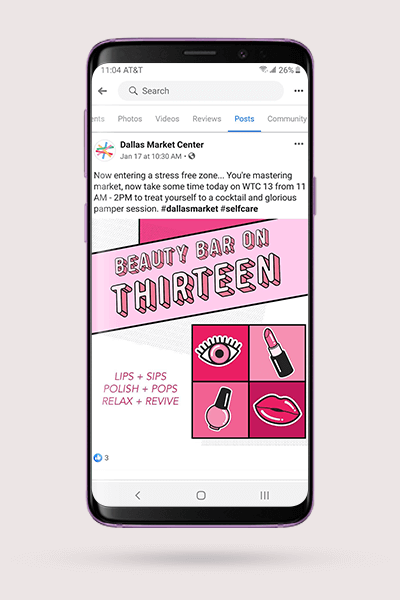 11:04 AT&T
26%
Search
ents Photos Videos Reviews Posts Community
Dallas Market Center
Jan 17 at 10:30 AM •
Now entering a stress free zone... You're mastering
market, now take some time today on WTC 13 from 11
AM - 2PM to treat yourself to a cocktail and glorious
pamper session. #dallasmarket #selfcare
BEAUTY BAR ON
THIRTEEN
LIPS + SIPS
POLISH + POPS
RELAX + REVIVE
3